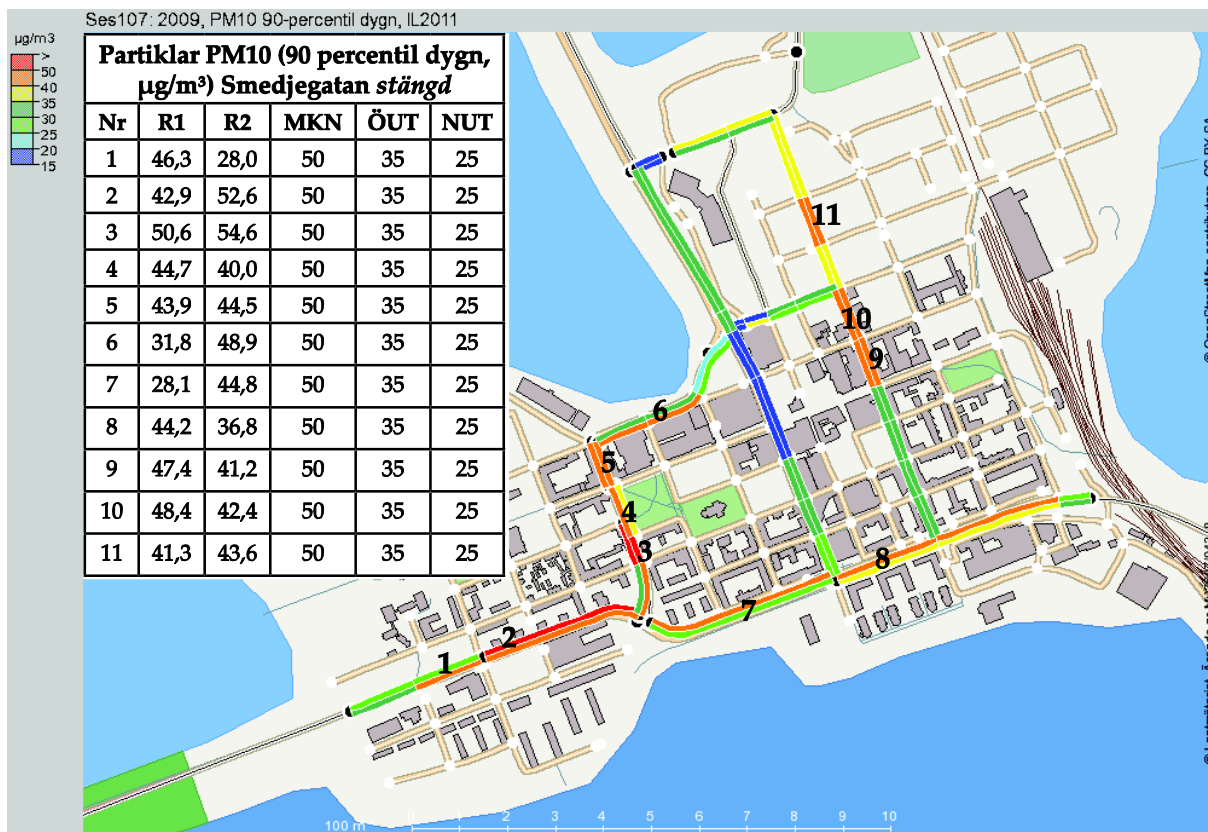 Ses107: 2009, PM10 90-percentil dygn, IL2011
µg/m3
>
50
40
35
30
25
20
15
Partiklar PM10 (90 percentil dygn,
µg/m³) Smedjegatan stängd
Nr R1 R2 MKN ÖUT NUT
1 46,3 28,0 50 35 25
2 42,9 52,6 50 35 25
3 50,6 54,6 50 35 25
4 44,7 40,0 50 35 25
5 43,9 44,5 50 35 25
6 31,8 48,9 50 35 25
7 28,1 44,8 50 35 25
8 44,2 36,8 50 35 25
9 47,4 41,2 50 35 25
10 48,4 42,4 50 35 25
11 41,3 43,6 50 35 25
11
10
9
6
5
4
3
8
7
2
1
100 m 0 1 2 3 4 5 6 7 8 9 10